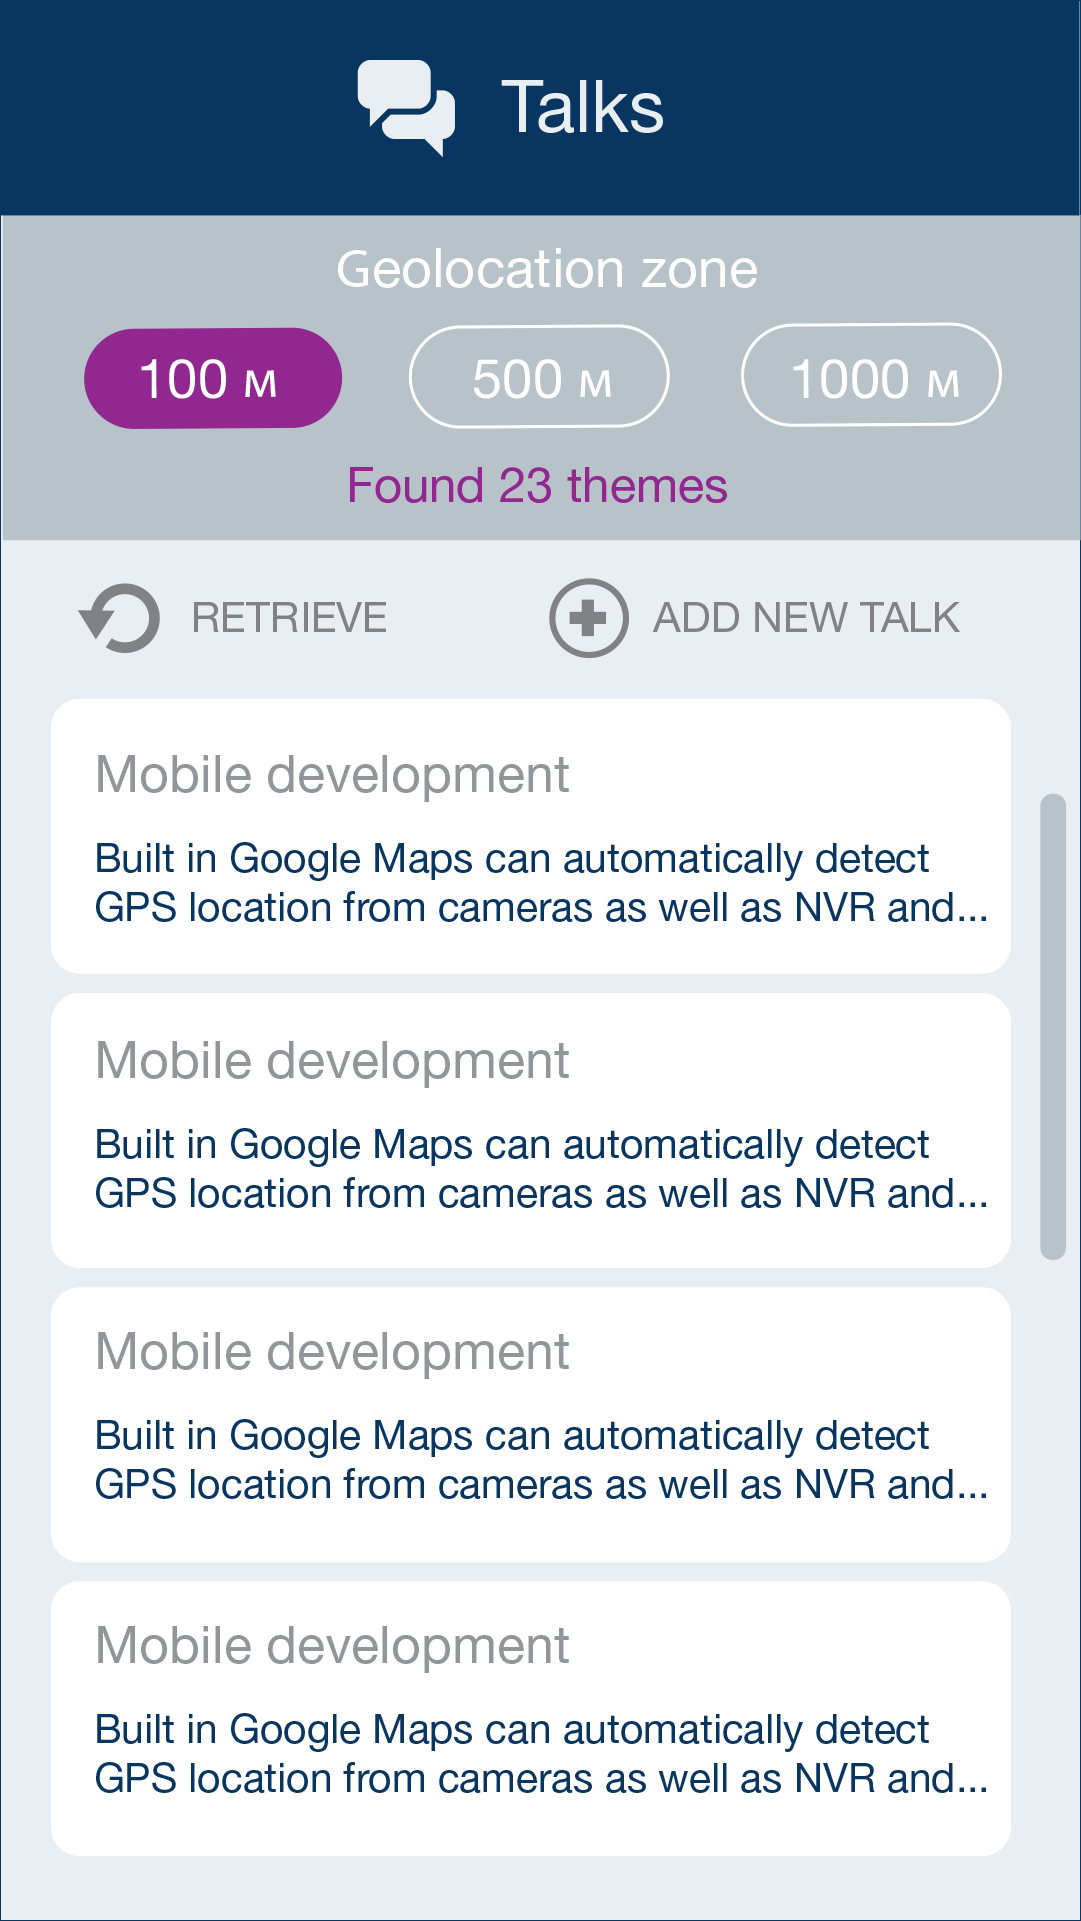 Talks
Geolocation zone
100 м
500 м
1000 м
Found 23 themes
RETRIEVE
ADD NEW TALK
Mobile development
Built in Google Maps can automatically detect
GPS location from cameras as well as NVR and...
Mobile development
Built in Google Maps can automatically detect
GPS location from cameras as well as NVR and...
Mobile development
Built in Google Maps can automatically detect
GPS location from cameras as well as NVR and...
Mobile development
Built in Google Maps can automatically detect
GPS location from cameras as well as NVR and...